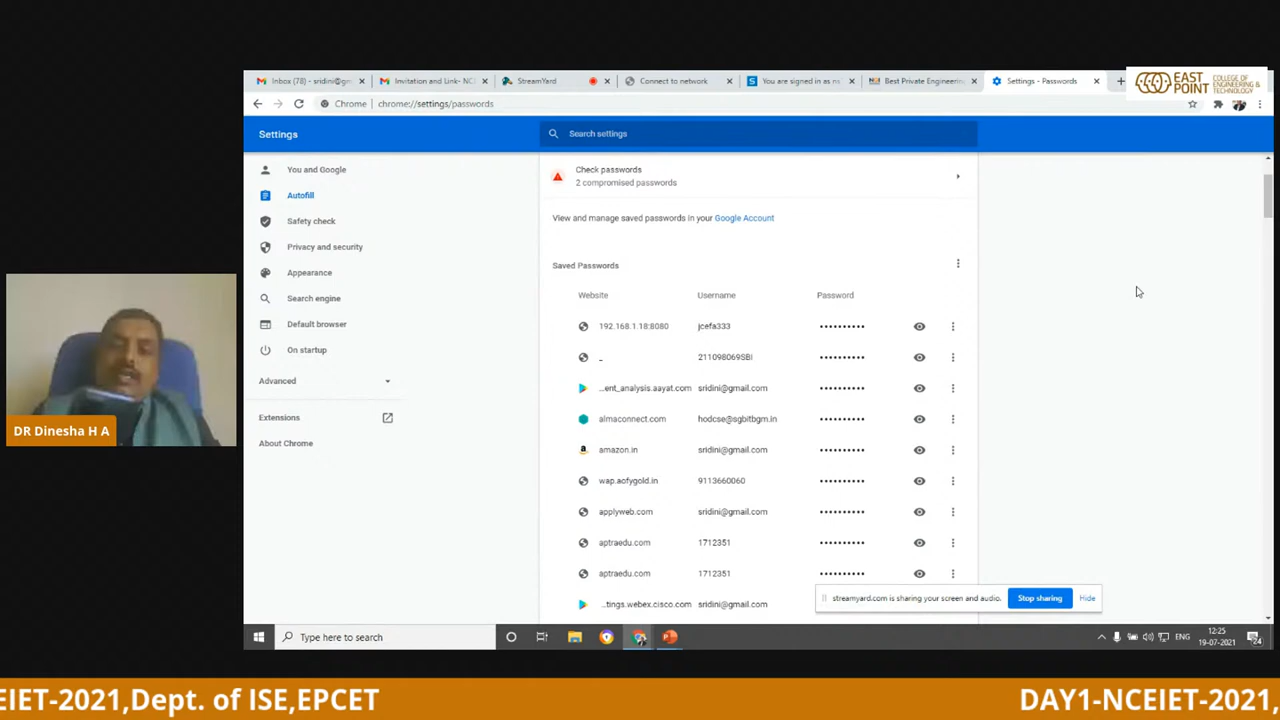 Inbox (78) - sridini@gm
Invitation and Link- NC
StreamYard
Connect to network
You are signed in as n
Best Private Engineerin
Settings - Passwords
EAST POINT
COLLEGE OF ENGINEERING & TECHNOLOGY
Chrome | chrome://settings/passwords
Settings
Search settings
You and Google
Autofill
Safety check
Privacy and security
Appearance
Search engine
Default browser
On startup
Advanced
Extensions
About Chrome
Check passwords
2 compromised passwords
View and manage saved passwords in your Google Account
Saved Passwords
Website Username Password
192.168.1.18:8080 jcefa333 ••••••••••
_ 211098069SBI ••••••••••
...ent_analysis.aayat.com sridini@gmail.com ••••••••••
almaconnect.com hodcse@sgbitbgm.in ••••••••••
amazon.in sridini@gmail.com ••••••••••
wap.aofygold.in 9113660060 ••••••••••
applyweb.com sridini@gmail.com ••••••••••
aptraedu.com 1712351 ••••••••••
aptraedu.com 1712351 ••••••••••
...tings.webex.cisco.com sridini@gmail.com
streamyard.com is sharing your screen and audio. Stop sharing Hide
DR Dinesha H A
Type here to search
ENG
12:25
19-07-2021
24
EIET-2021,Dept. of ISE,EPCET DAY1-NCEIET-2021,